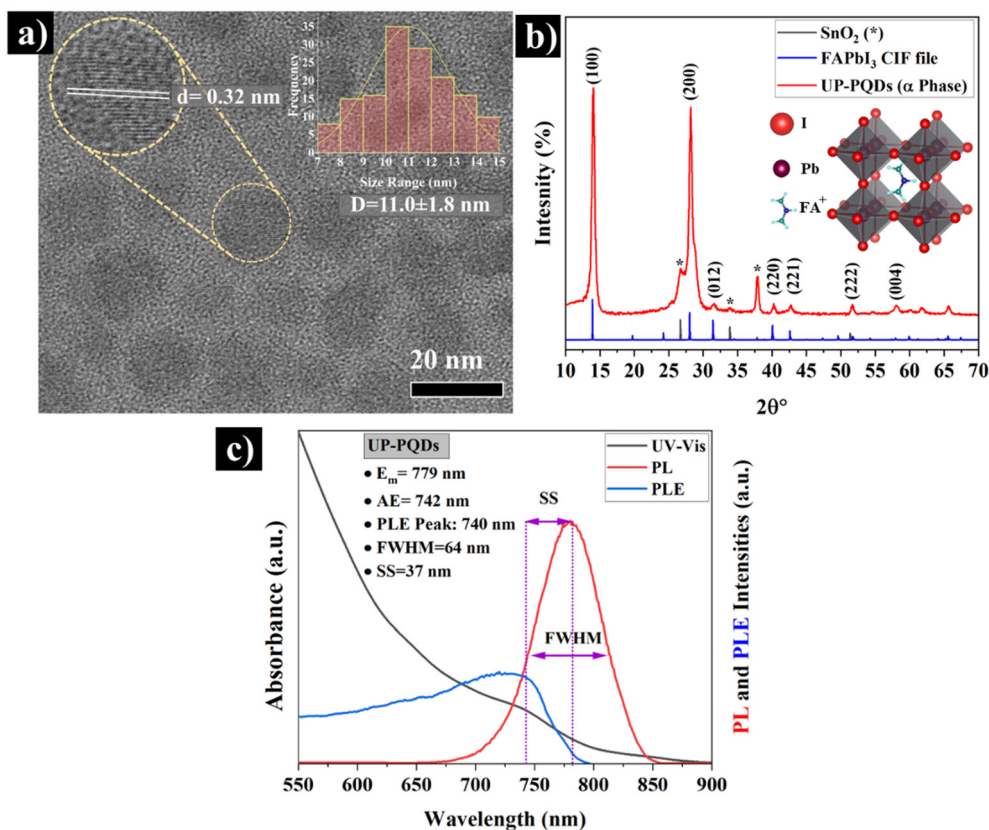 a)
d= 0.32 nm
Frequency
35
30
25
20
15
10
5
0
7 8 9 10 11 12 13 14 15
Size Range (nm)
D=11.0±1.8 nm
20 nm
b)
Intesnity (%)
SnO2 (*)
FAPbI3 CIF file
UP-PQDs (α Phase)
I
Pb
FA+
(100)
(200)
*
(012)
*
*
(220)
(221)
(222)
(004)
10 15 20 25 30 35 40 45 50 55 60 65 70
2θ°
c)
Absorbance (a.u.)
UP-PQDs
● Em= 779 nm
● AE= 742 nm
● PLE Peak: 740 nm
● FWHM=64 nm
● SS=37 nm
UV-Vis
PL
PLE
SS
FWHM
PL and PLE Intensities (a.u.)
550 600 650 700 750 800 850 900
Wavelength (nm)